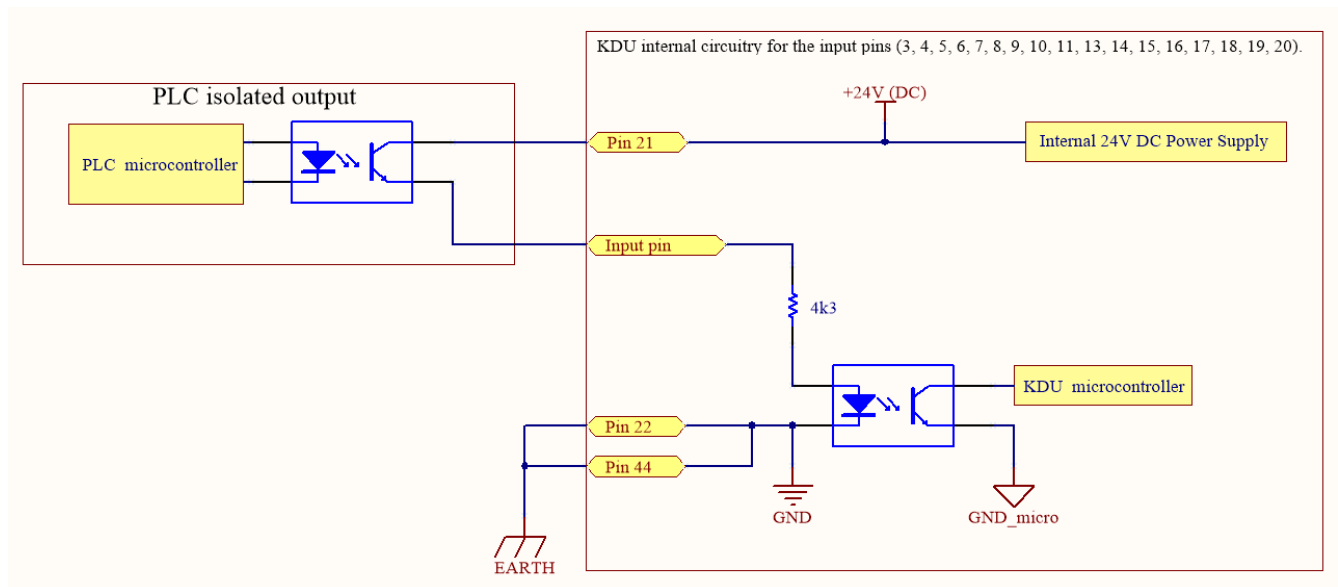 KDU internal circuitry for the input pins (3, 4, 5, 6, 7, 8, 9, 10, 11, 13, 14, 15, 16, 17, 18, 19, 20).
PLC isolated output
+24V (DC)
PLC microcontroller
Pin 21
Internal 24V DC Power Supply
Input pin
4k3
KDU microcontroller
Pin 22
Pin 44
GND
GND_micro
EARTH